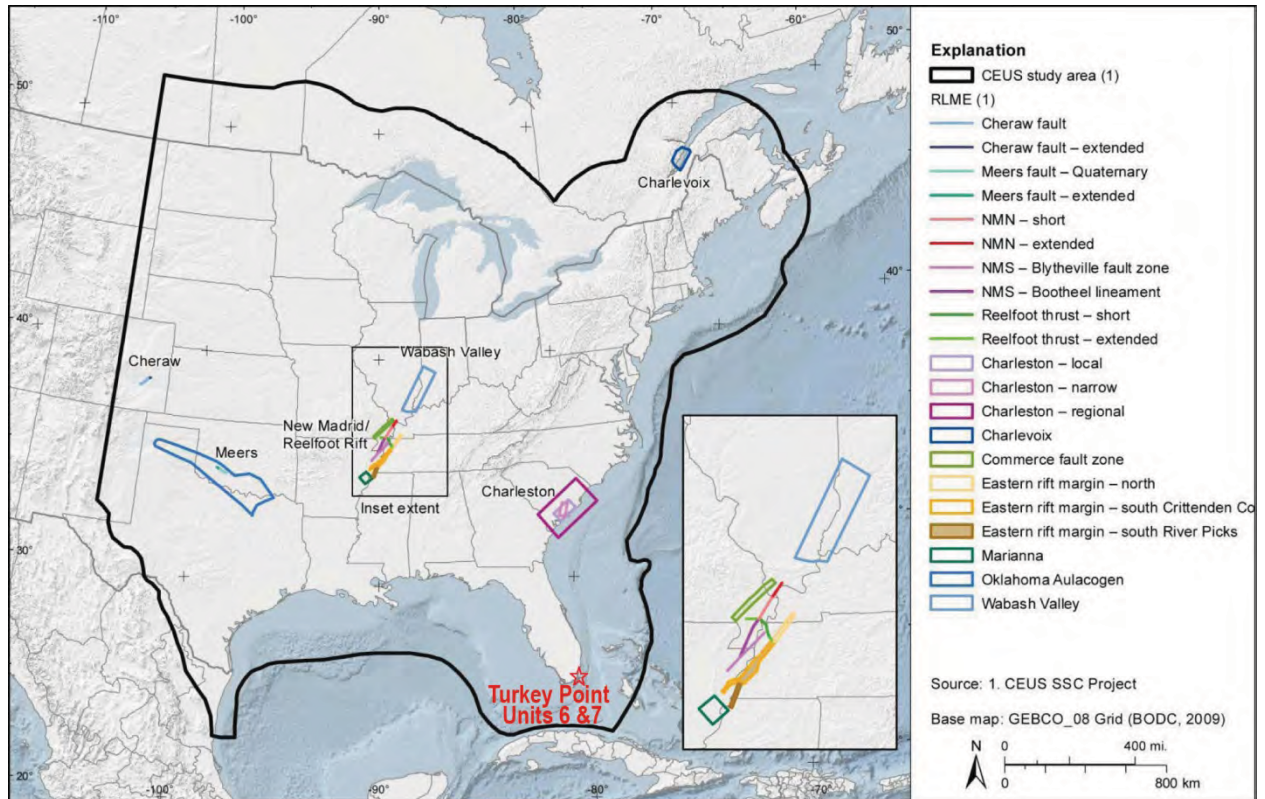 -110°
-100°
-90°
-80°
-70°
-60°
50°
50°
40°
40°
30°
20°
-100°
-90°
-80°
-70°
Charlevoix
Wabash Valley
Cheraw
New Madrid/
Reelfoot Rift
Meers
Charleston
Inset extent
Turkey Point
Units 6 &7
Explanation
CEUS study area (1)
RLME (1)
Cheraw fault
Cheraw fault – extended
Meers fault – Quaternary
Meers fault – extended
NMN – short
NMN – extended
NMS – Blytheville fault zone
NMS – Bootheel lineament
Reelfoot thrust – short
Reelfoot thrust – extended
Charleston – local
Charleston – narrow
Charleston – regional
Charlevoix
Commerce fault zone
Eastern rift margin – north
Eastern rift margin – south Crittenden Co
Eastern rift margin – south River Picks
Marianna
Oklahoma Aulacogen
Wabash Valley
Source: 1. CEUS SSC Project
Base map: GEBCO_08 Grid (BODC, 2009)
N
0 400 mi.
0 800 km